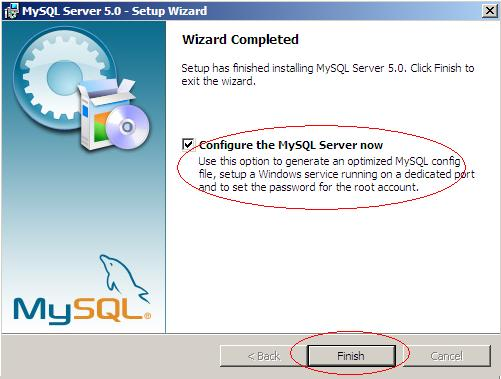 MySQL Server 5.0 - Setup Wizard
Wizard Completed
Setup has finished installing MySQL Server 5.0. Click Finish to
exit the wizard.
Configure the MySQL Server now
Use this option to generate an optimized MySQL config
file, setup a Windows service running on a dedicated port
and to set the password for the root account.
MySQL®
< Back
Finish
Cancel